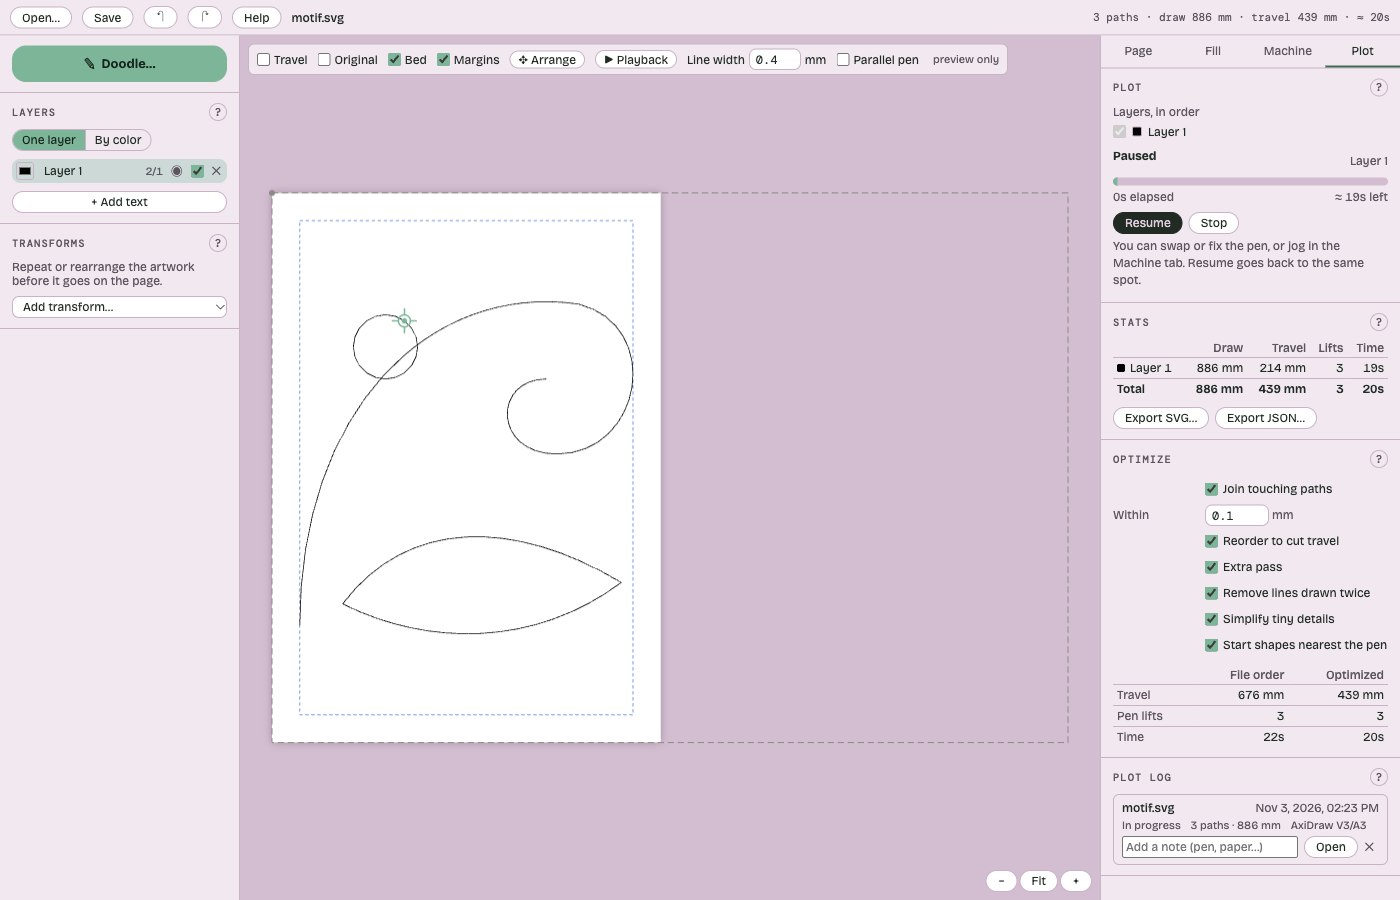 Open... Save Help motif.svg 3 paths · draw 886 mm · travel 439 mm · ≈ 20s
Doodle...
LAYERS ?
One layer By color
Layer 1 2/1
+ Add text
TRANSFORMS ?
Repeat or rearrange the artwork
before it goes on the page.
Add transform...
Travel Original Bed Margins Arrange Playback Line width 0.4 mm Parallel pen preview only
− Fit +
Page Fill Machine Plot
PLOT ?
Layers, in order
Layer 1
Paused Layer 1
0s elapsed ≈ 19s left
Resume Stop
You can swap or fix the pen, or jog in the
Machine tab. Resume goes back to the same
spot.
STATS ?
Draw Travel Lifts Time
Layer 1 886 mm 214 mm 3 19s
Total 886 mm 439 mm 3 20s
Export SVG... Export JSON...
OPTIMIZE ?
Join touching paths
Within 0.1 mm
Reorder to cut travel
Extra pass
Remove lines drawn twice
Simplify tiny details
Start shapes nearest the pen
File order Optimized
Travel 676 mm 439 mm
Pen lifts 3 3
Time 22s 20s
PLOT LOG ?
motif.svg Nov 3, 2026, 02:23 PM
In progress 3 paths · 886 mm AxiDraw V3/A3
Add a note (pen, paper...) Open